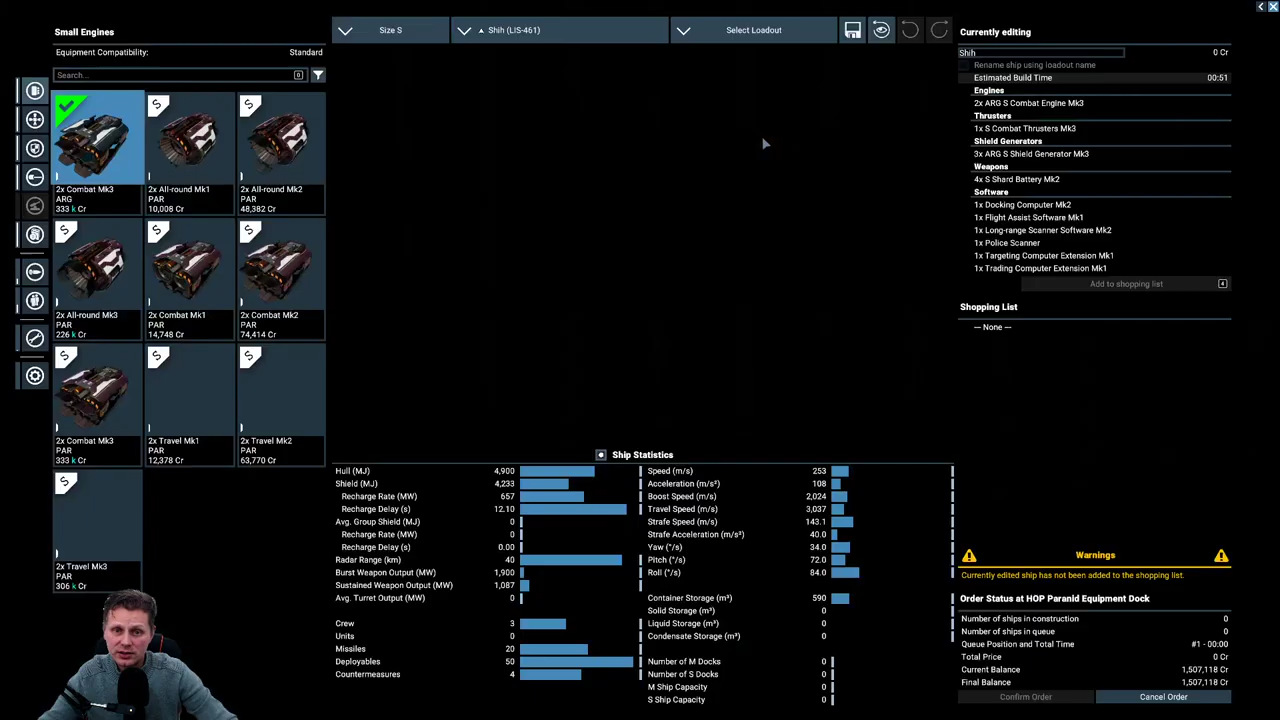 Small Engines
Equipment Compatibility: Standard
Search...
2x Combat Mk3
ARG
333 k Cr
2x All-round Mk1
PAR
10,008 Cr
2x All-round Mk2
PAR
48,382 Cr
2x All-round Mk3
PAR
226 k Cr
2x Combat Mk1
PAR
14,748 Cr
2x Combat Mk2
PAR
74,414 Cr
2x Combat Mk3
PAR
333 k Cr
2x Travel Mk1
PAR
12,378 Cr
2x Travel Mk2
PAR
63,770 Cr
2x Travel Mk3
PAR
306 k Cr
Size S
Shih (LIS-461)
Select Loadout
Ship Statistics
Hull (MJ) 4,900
Shield (MJ) 4,233
Recharge Rate (MW) 657
Recharge Delay (s) 12.10
Avg. Group Shield (MJ) 0
Recharge Rate (MW) 0
Recharge Delay (s) 0.00
Radar Range (km) 40
Burst Weapon Output (MW) 1,900
Sustained Weapon Output (MW) 1,087
Avg. Turret Output (MW) 0
Crew 3
Units 0
Missiles 20
Deployables 50
Countermeasures 4
Speed (m/s) 253
Acceleration (m/s²) 108
Boost Speed (m/s) 2,024
Travel Speed (m/s) 3,037
Strafe Speed (m/s) 143.1
Strafe Acceleration (m/s²) 40.0
Yaw (°/s) 34.0
Pitch (°/s) 72.0
Roll (°/s) 84.0
Container Storage (m³) 590
Solid Storage (m³) 0
Liquid Storage (m³) 0
Condensate Storage (m³) 0
Number of M Docks 0
Number of S Docks 0
M Ship Capacity 0
S Ship Capacity 0
Currently editing
Shih 0 Cr
Rename ship using loadout name
Estimated Build Time 00:51
Engines
2x ARG S Combat Engine Mk3
Thrusters
1x S Combat Thrusters Mk3
Shield Generators
3x ARG S Shield Generator Mk3
Weapons
4x S Shard Battery Mk2
Software
1x Docking Computer Mk2
1x Flight Assist Software Mk1
1x Long-range Scanner Software Mk2
1x Police Scanner
1x Targeting Computer Extension Mk1
1x Trading Computer Extension Mk1
Add to shopping list
Shopping List
— None —
Warnings
Currently edited ship has not been added to the shopping list.
Order Status at HOP Paranid Equipment Dock
Number of ships in construction 0
Number of ships in queue 0
Queue Position and Total Time #1 - 00:00
Total Price 0 Cr
Current Balance 1,507,118 Cr
Final Balance 1,507,118 Cr
Confirm Order
Cancel Order